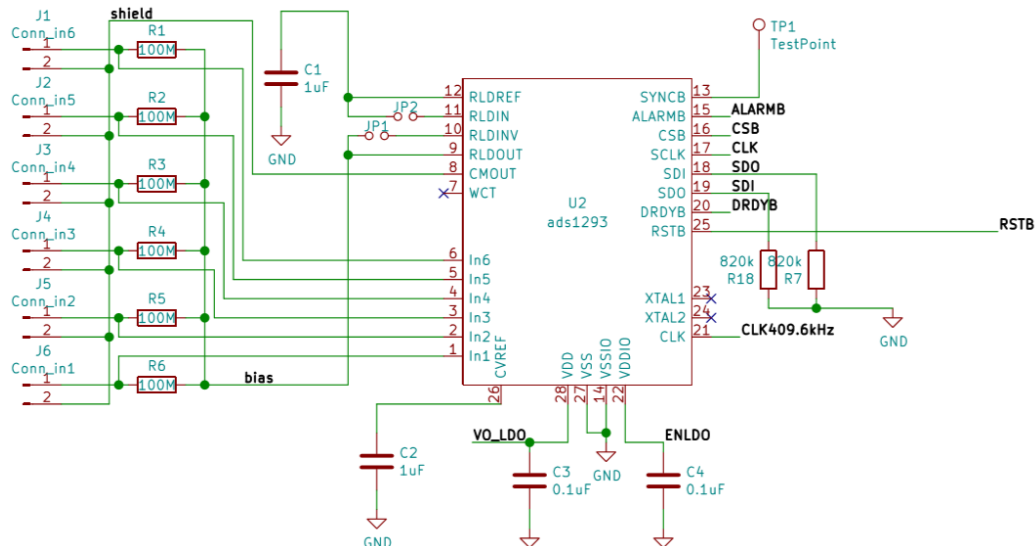 J1
Conn_in6
1
2
shield
R1
100M
J2
Conn_in5
1
2
R2
100M
J3
Conn_in4
1
2
R3
100M
J4
Conn_in3
1
2
R4
100M
J5
Conn_in2
1
2
R5
100M
J6
Conn_in1
1
2
R6
100M
bias
C1
1uF
GND
JP2
JP1
12 RLDREF
11 RLDIN
10 RLDINV
9 RLDOUT
8 CMOUT
7 WCT
6 In6
5 In5
4 In4
3 In3
2 In2
1 In1
U2
ads1293
SYNCB 13
ALARMB 15 ALARMB
CSB 16 CSB
SCLK 17 CLK
SDI 18 SDO
SDO 19 SDI
DRDYB 20 DRDYB
RSTB 25 RSTB
XTAL1 23
XTAL2 24
CLK 21 CLK409.6kHz
CVREF 26
VDD 28
VSS 27
VSSIO 14
VDDIO 22
TP1
TestPoint
820k
R18
820k
R7
GND
C2
1uF
GND
VO_LDO
C3
0.1uF
GND
ENLDO
C4
0.1uF